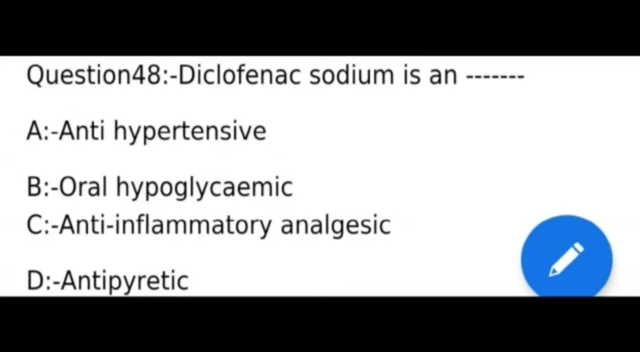 Question48:-Diclofenac sodium is an -------
A:-Anti hypertensive
B:-Oral hypoglycaemic
C:-Anti-inflammatory analgesic
D:-Antipyretic